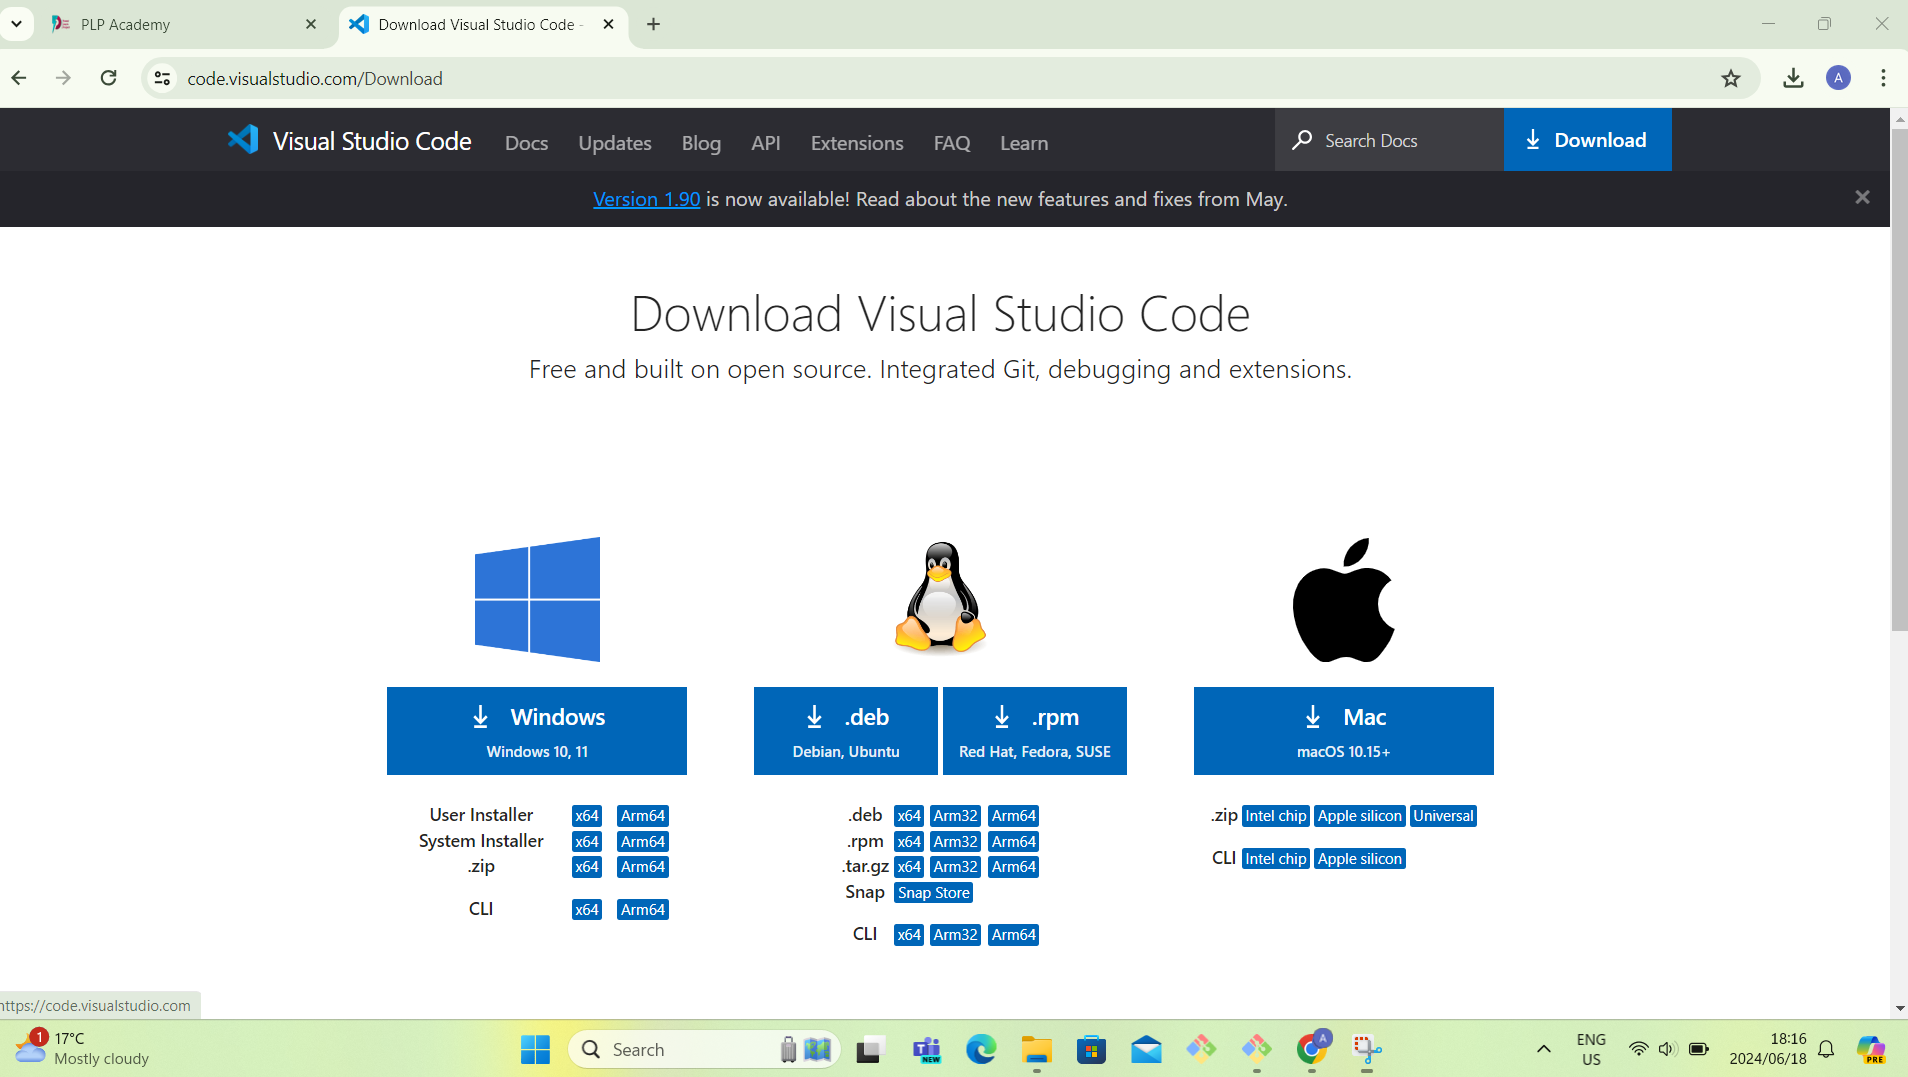 PLP Academy
Download Visual Studio Code -
code.visualstudio.com/Download
A
Visual Studio Code Docs Updates Blog API Extensions FAQ Learn Search Docs Download
Version 1.90 is now available! Read about the new features and fixes from May.
Download Visual Studio Code
Free and built on open source. Integrated Git, debugging and extensions.
Windows
Windows 10, 11
User Installer x64 Arm64
System Installer x64 Arm64
.zip x64 Arm64
CLI x64 Arm64
.deb
Debian, Ubuntu
.rpm
Red Hat, Fedora, SUSE
.deb x64 Arm32 Arm64
.rpm x64 Arm32 Arm64
.tar.gz x64 Arm32 Arm64
Snap Snap Store
CLI x64 Arm32 Arm64
Mac
macOS 10.15+
.zip Intel chip Apple silicon Universal
CLI Intel chip Apple silicon
https://code.visualstudio.com
1
17°C
Mostly cloudy
Search
NEW
A
ENG
US
18:16
2024/06/18
PRE